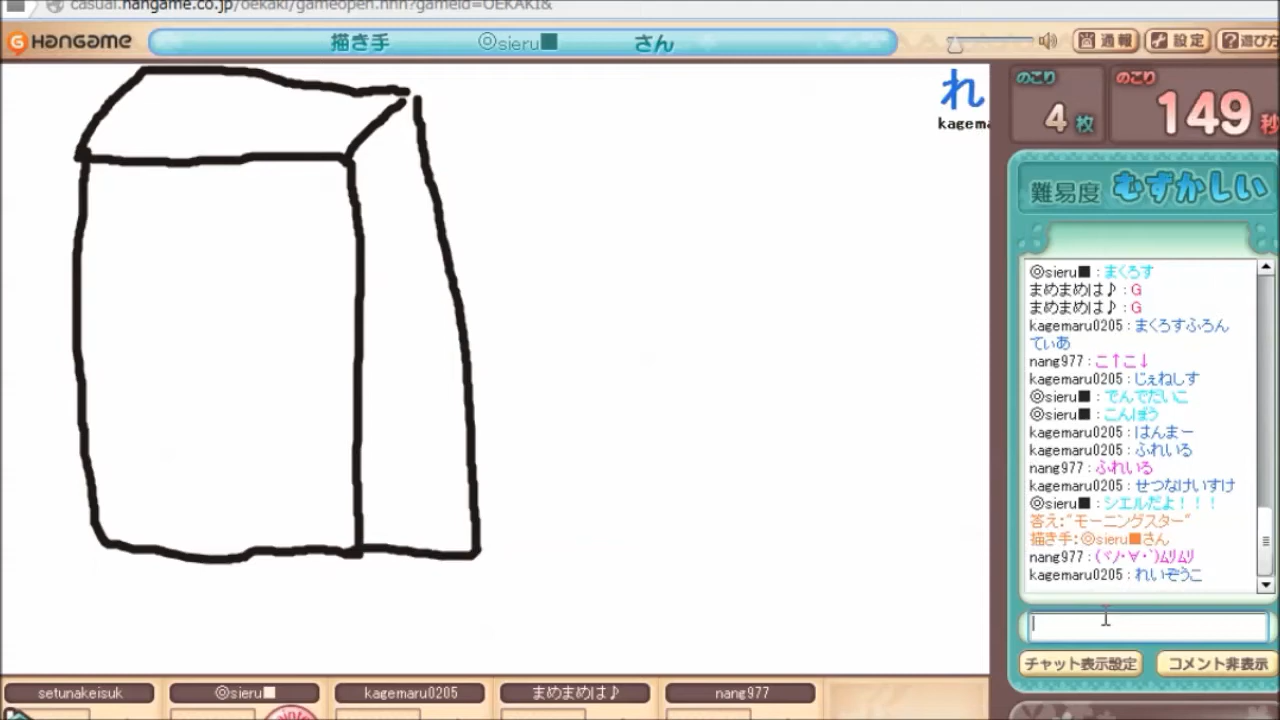 casual.hangame.co.jp/oekaki/gameopen.nhn?gameid=OEKAKI&
HANGAME
描き手 ◎sieru■ さん
通報
設定
遊び方
れ
kagema
のこり
4枚
のこり
149秒
難易度 むずかしい
◎sieru■ : まくろす
まめまめは♪ : G
まめまめは♪ : G
kagemaru0205 : まくろすふろん
てぃあ
nang977 : こ↑こ↓
kagemaru0205 : じぇねしす
◎sieru■ : でんでだいこ
◎sieru■ : こんぼう
kagemaru0205 : はんまー
kagemaru0205 : ふれいる
nang977 : ふれいる
kagemaru0205 : せつなけいすけ
◎sieru■ : シエルだよ！！！
答え:"モーニングスター"
描き手:◎sieru■さん
nang977 : (ヾﾉ･∀･`)ﾑﾘﾑﾘ
kagemaru0205 : れいぞうこ
チャット表示設定
コメント非表示
setunakeisuk
◎sieru■
kagemaru0205
まめまめは♪
nang977